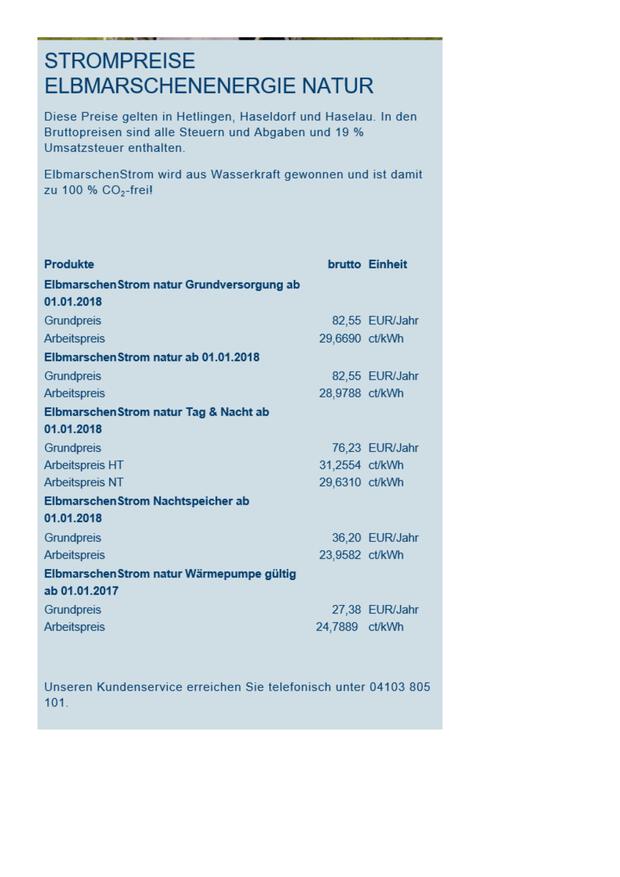 STROMPREISE
ELBMARSCHENENERGIE NATUR
Diese Preise gelten in Hetlingen, Haseldorf und Haselau. In den
Bruttopreisen sind alle Steuern und Abgaben und 19 %
Umsatzsteuer enthalten.
ElbmarschenStrom wird aus Wasserkraft gewonnen und ist damit
zu 100 % CO₂-frei!
Produkte brutto Einheit
ElbmarschenStrom natur Grundversorgung ab
01.01.2018
Grundpreis 82,55 EUR/Jahr
Arbeitspreis 29,6690 ct/kWh
ElbmarschenStrom natur ab 01.01.2018
Grundpreis 82,55 EUR/Jahr
Arbeitspreis 28,9788 ct/kWh
ElbmarschenStrom natur Tag & Nacht ab
01.01.2018
Grundpreis 76,23 EUR/Jahr
Arbeitspreis HT 31,2554 ct/kWh
Arbeitspreis NT 29,6310 ct/kWh
ElbmarschenStrom Nachtspeicher ab
01.01.2018
Grundpreis 36,20 EUR/Jahr
Arbeitspreis 23,9582 ct/kWh
ElbmarschenStrom natur Wärmepumpe gültig
ab 01.01.2017
Grundpreis 27,38 EUR/Jahr
Arbeitspreis 24,7889 ct/kWh
Unseren Kundenservice erreichen Sie telefonisch unter 04103 805
101.